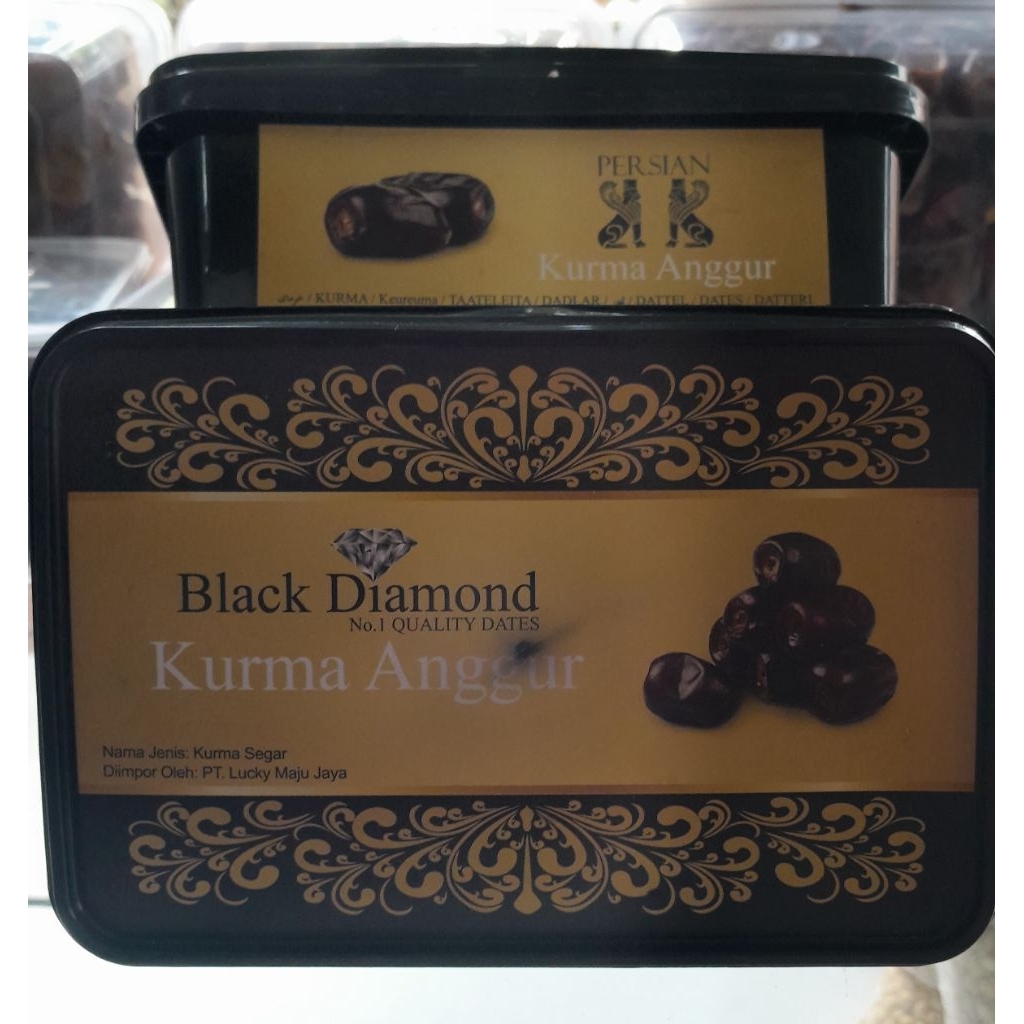 PERSIAN
Kurma Anggur
/ KURMA / Keureuma / TAATELEITA / DADLAR / / DATTEL / DATES / DATTERI
Black Diamond
No.1 QUALITY DATES
Kurma Anggur
Nama Jenis: Kurma Segar
Diimpor Oleh: PT. Lucky Maju Jaya